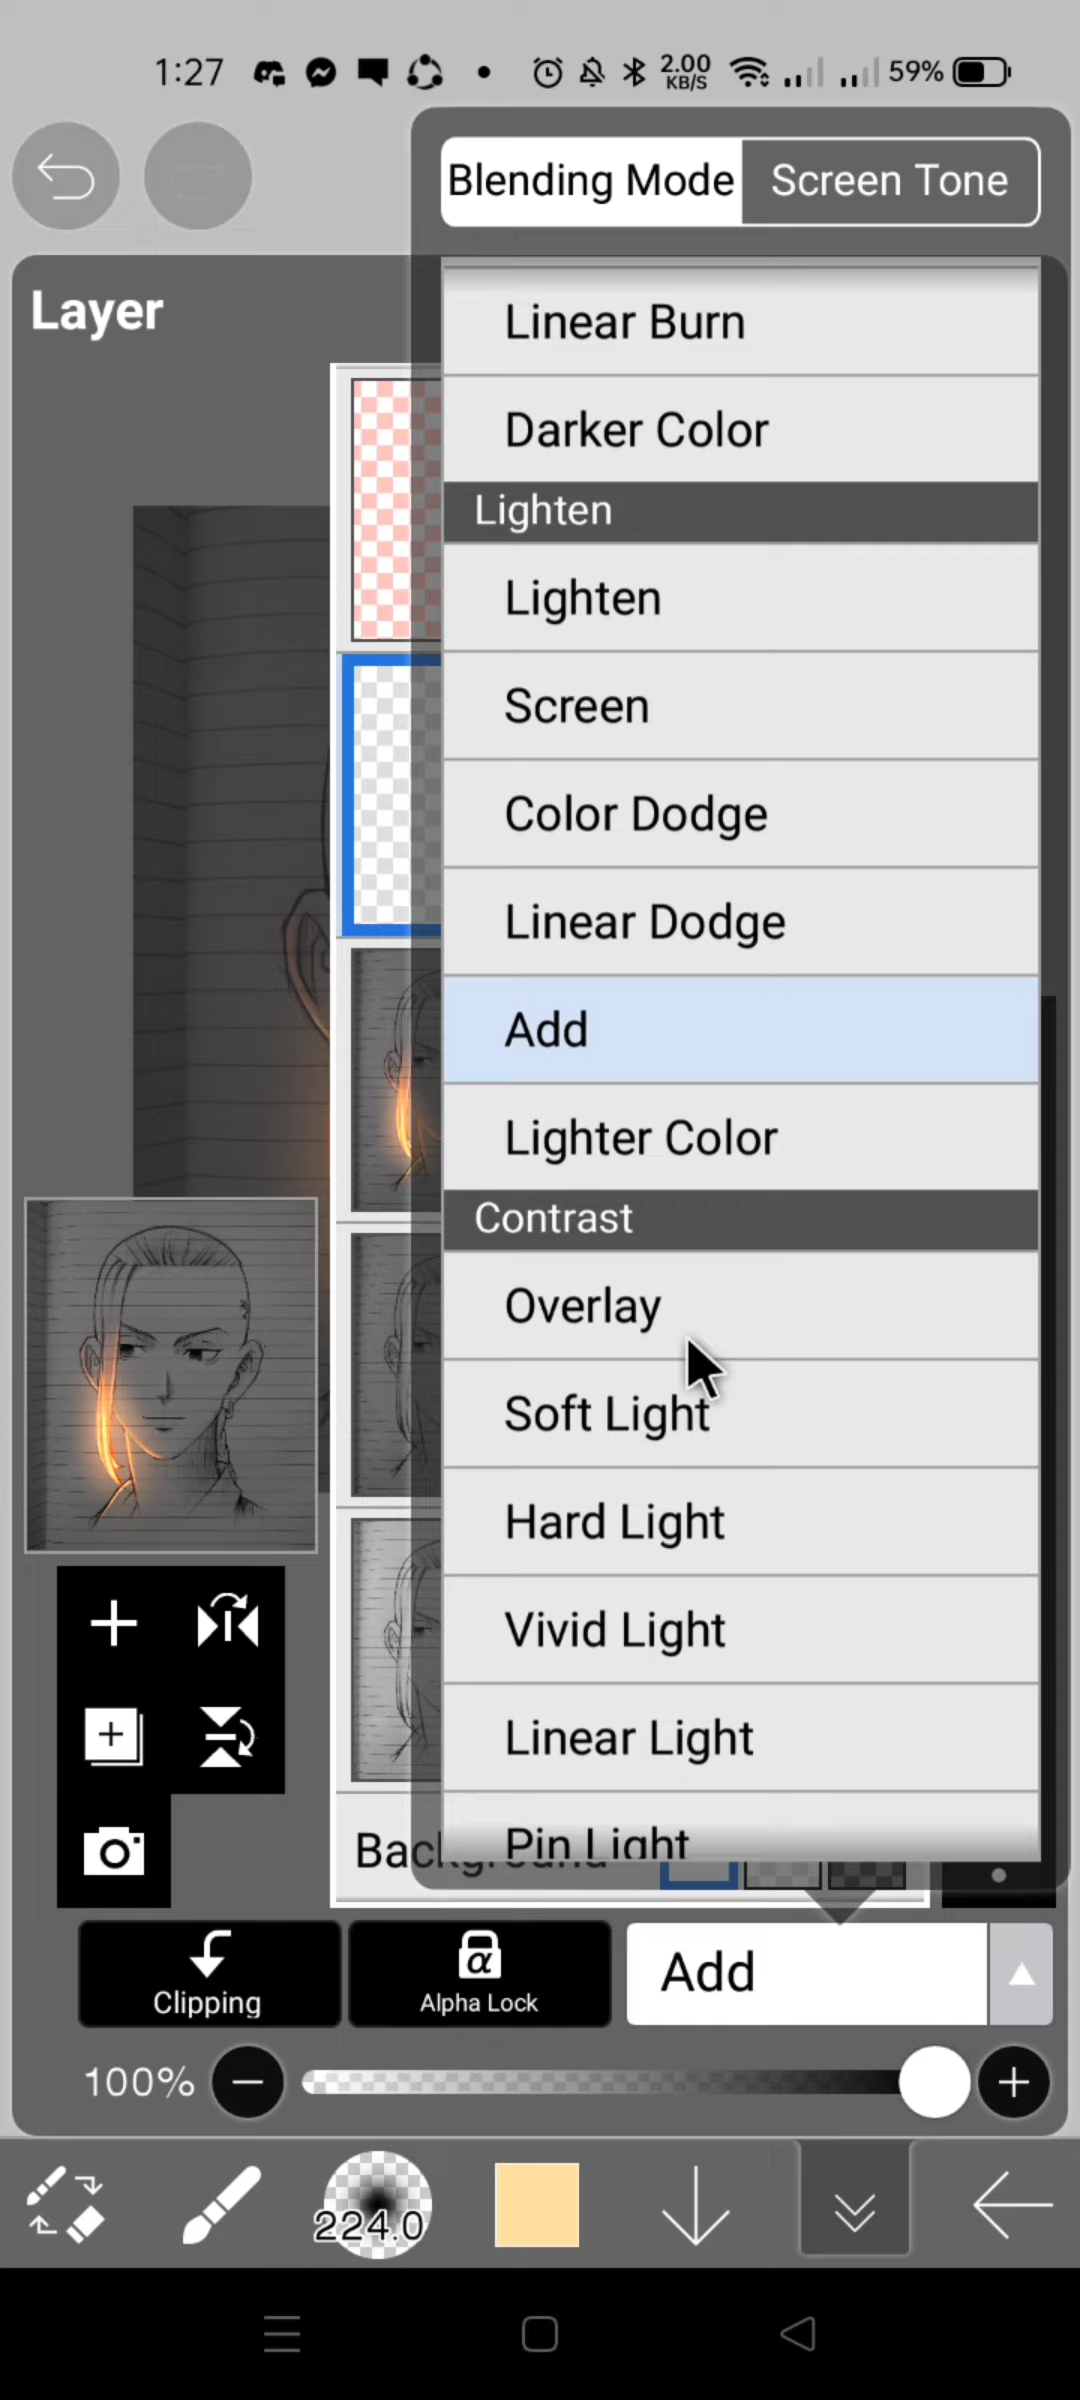 1:27 2.00 KB/S 59%
Blending Mode Screen Tone
Layer
Linear Burn
Darker Color
Lighten
Lighten
Screen
Color Dodge
Linear Dodge
Add
Lighter Color
Contrast
Overlay
Soft Light
Hard Light
Vivid Light
Linear Light
Pin Light
Background
Clipping
α
Alpha Lock
Add
100%
224.0